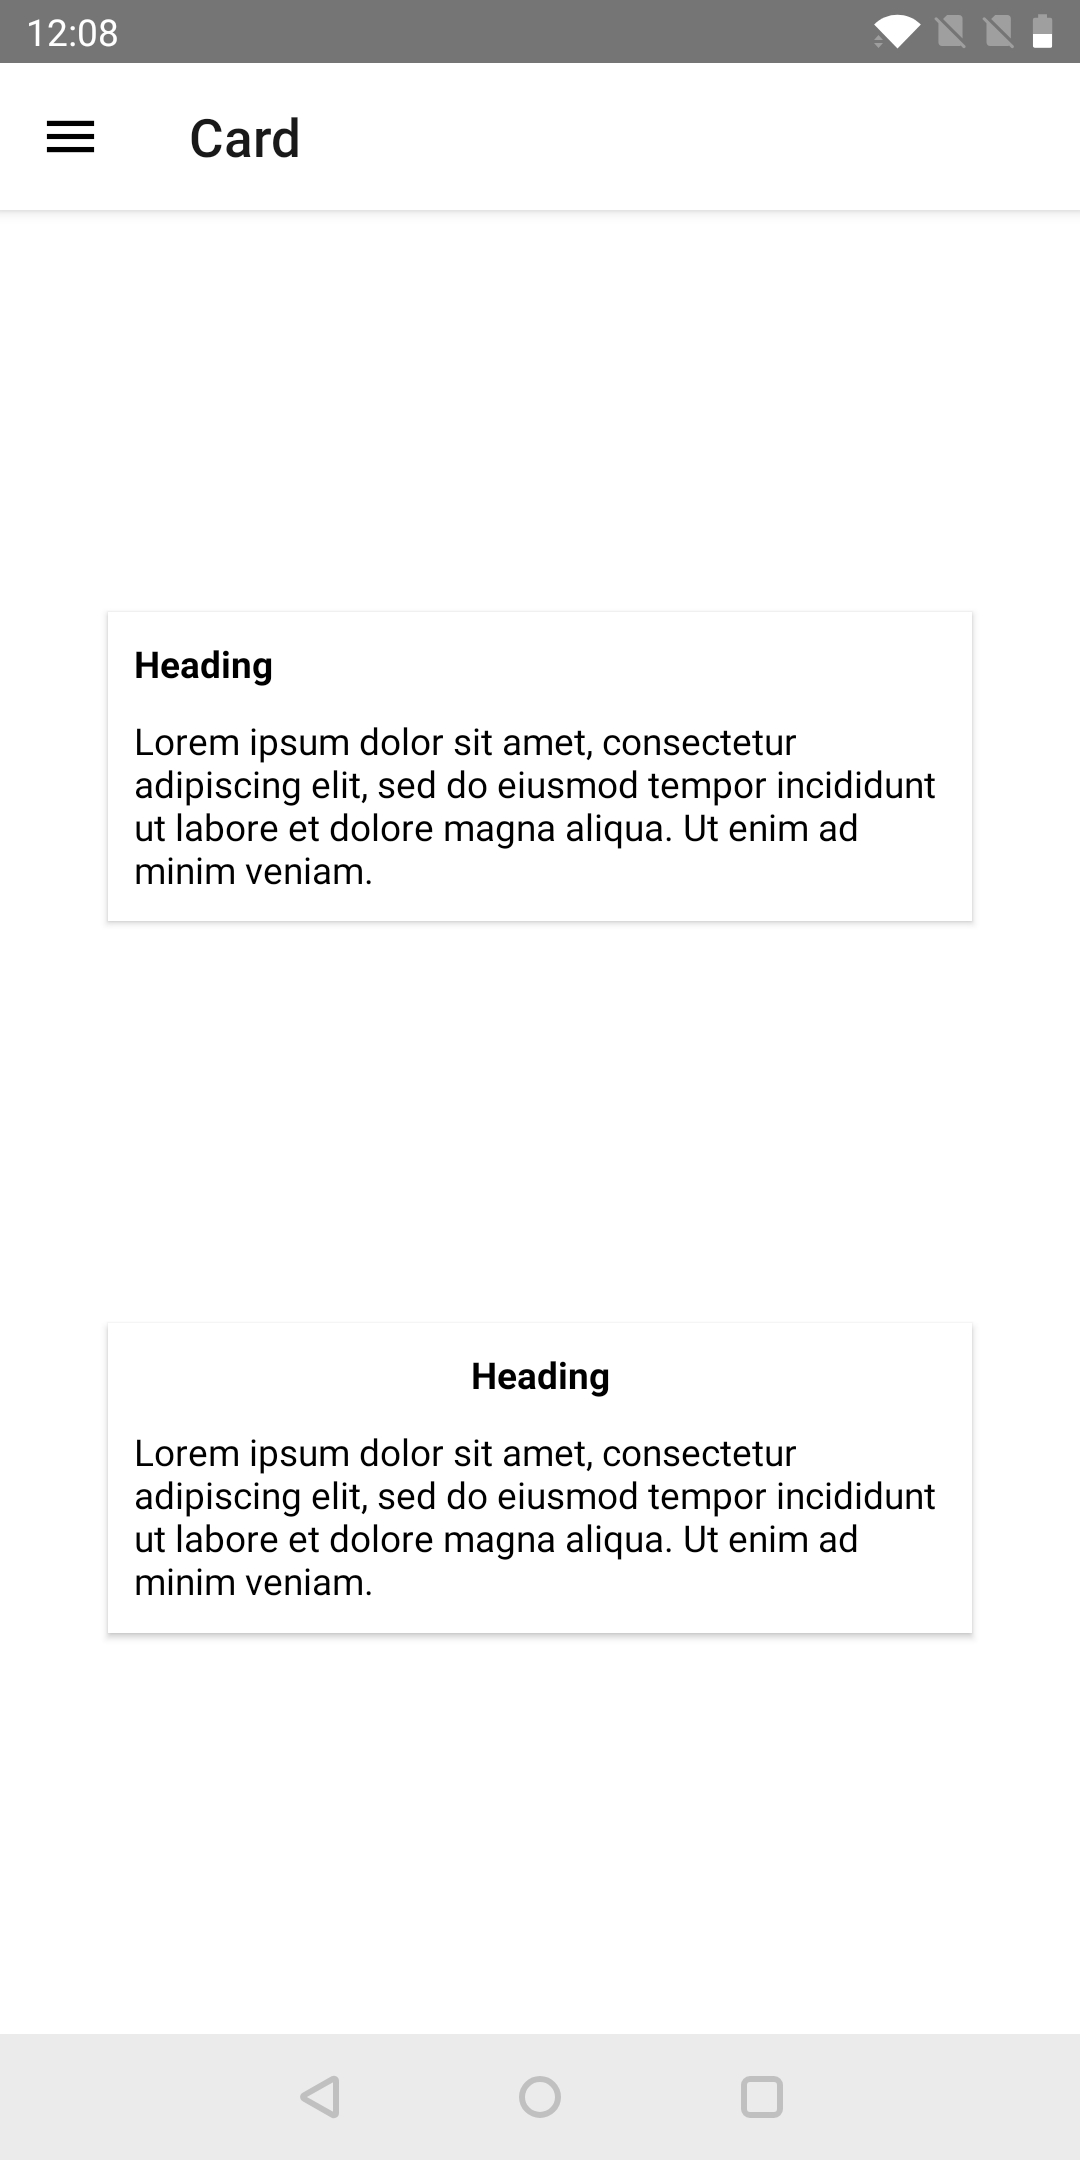 12:08
Card
Heading
Lorem ipsum dolor sit amet, consectetur
adipiscing elit, sed do eiusmod tempor incididunt
ut labore et dolore magna aliqua. Ut enim ad
minim veniam.
Heading
Lorem ipsum dolor sit amet, consectetur
adipiscing elit, sed do eiusmod tempor incididunt
ut labore et dolore magna aliqua. Ut enim ad
minim veniam.